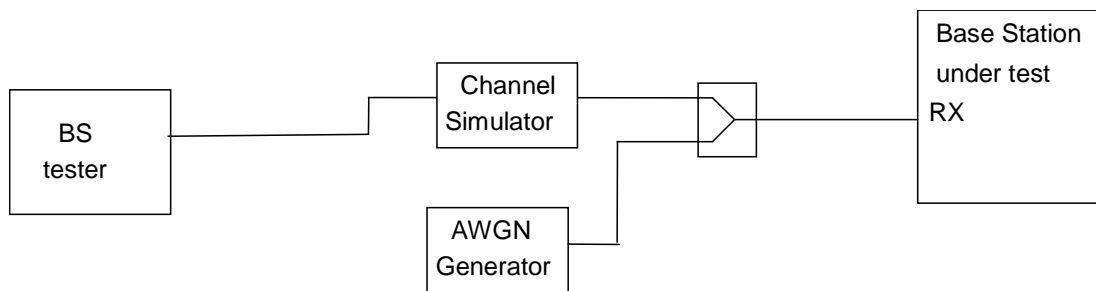 BS
tester
Channel
Simulator
AWGN
Generator
Base Station
under test
RX